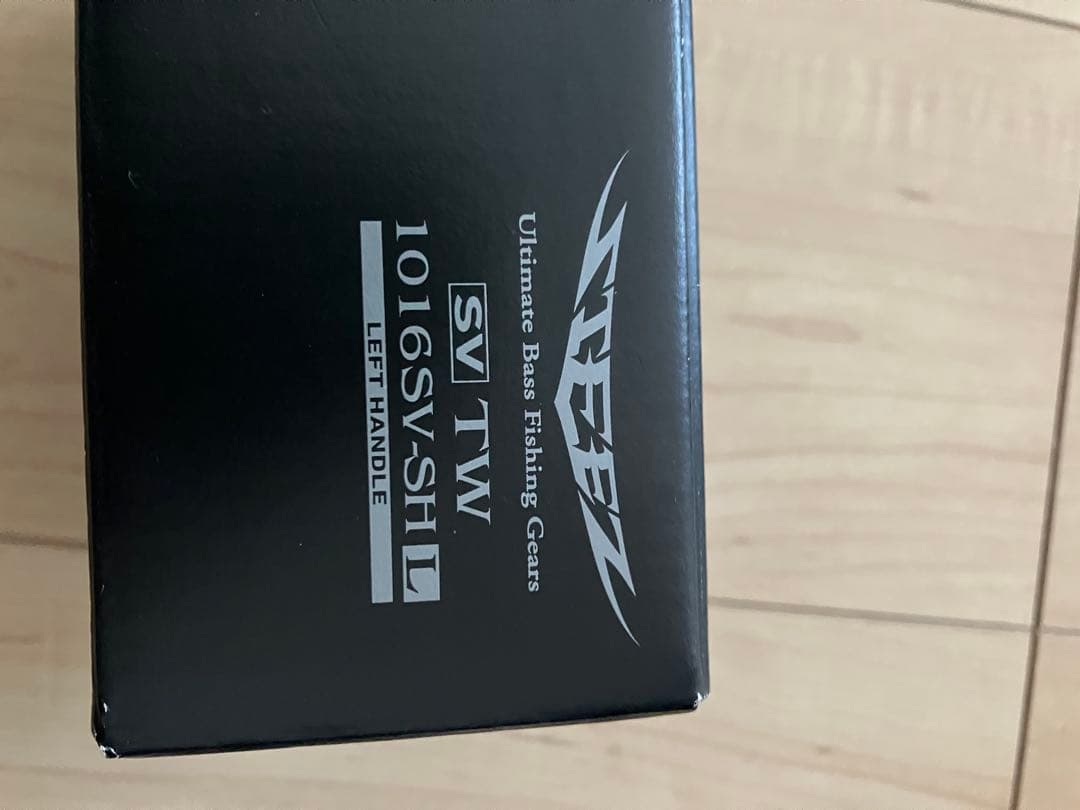 STEEZ
Ultimate Bass Fishing Gears
SV TW
1016SV-SHL
LEFT HANDLE